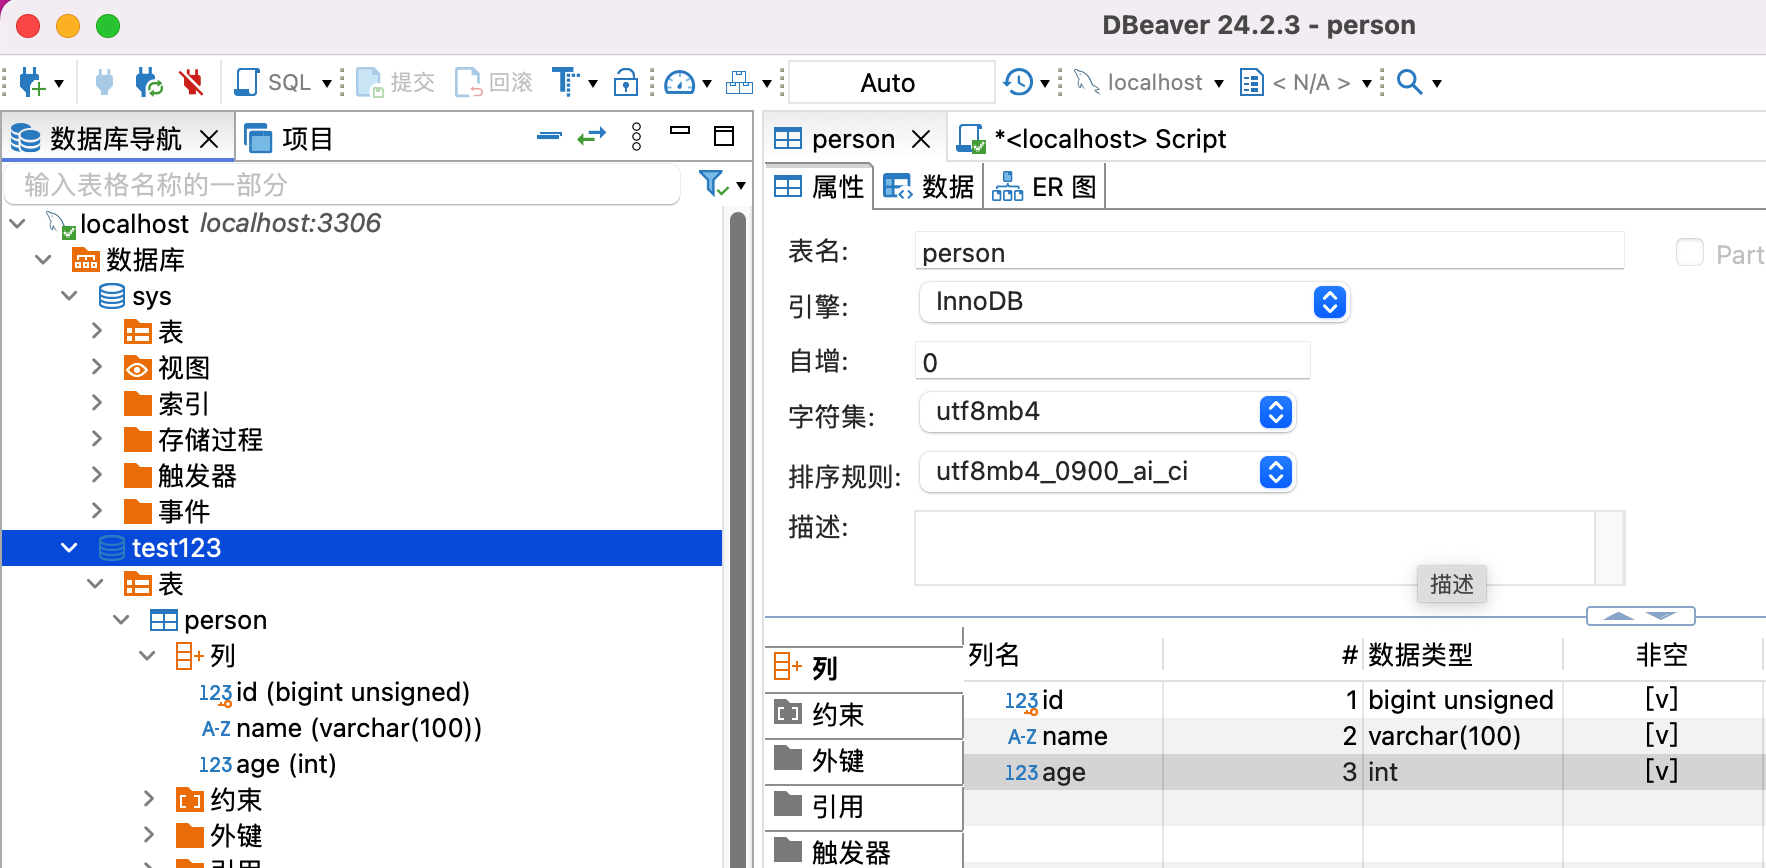 DBeaver 24.2.3 - person
SQL 提交 回滚 Auto localhost < N/A >
数据库导航 项目
输入表格名称的一部分
localhost localhost:3306
数据库
sys
表
视图
索引
存储过程
触发器
事件
test123
表
person
列
123 id (bigint unsigned)
A-Z name (varchar(100))
123 age (int)
约束
外键
引用
person *<localhost> Script
属性 数据 ER 图
表名: person Part
引擎: InnoDB
自增: 0
字符集: utf8mb4
排序规则: utf8mb4_0900_ai_ci
描述:
描述
列
约束
外键
引用
触发器
列名 # 数据类型 非空
123 id 1 bigint unsigned [v]
A-Z name 2 varchar(100) [v]
123 age 3 int [v]